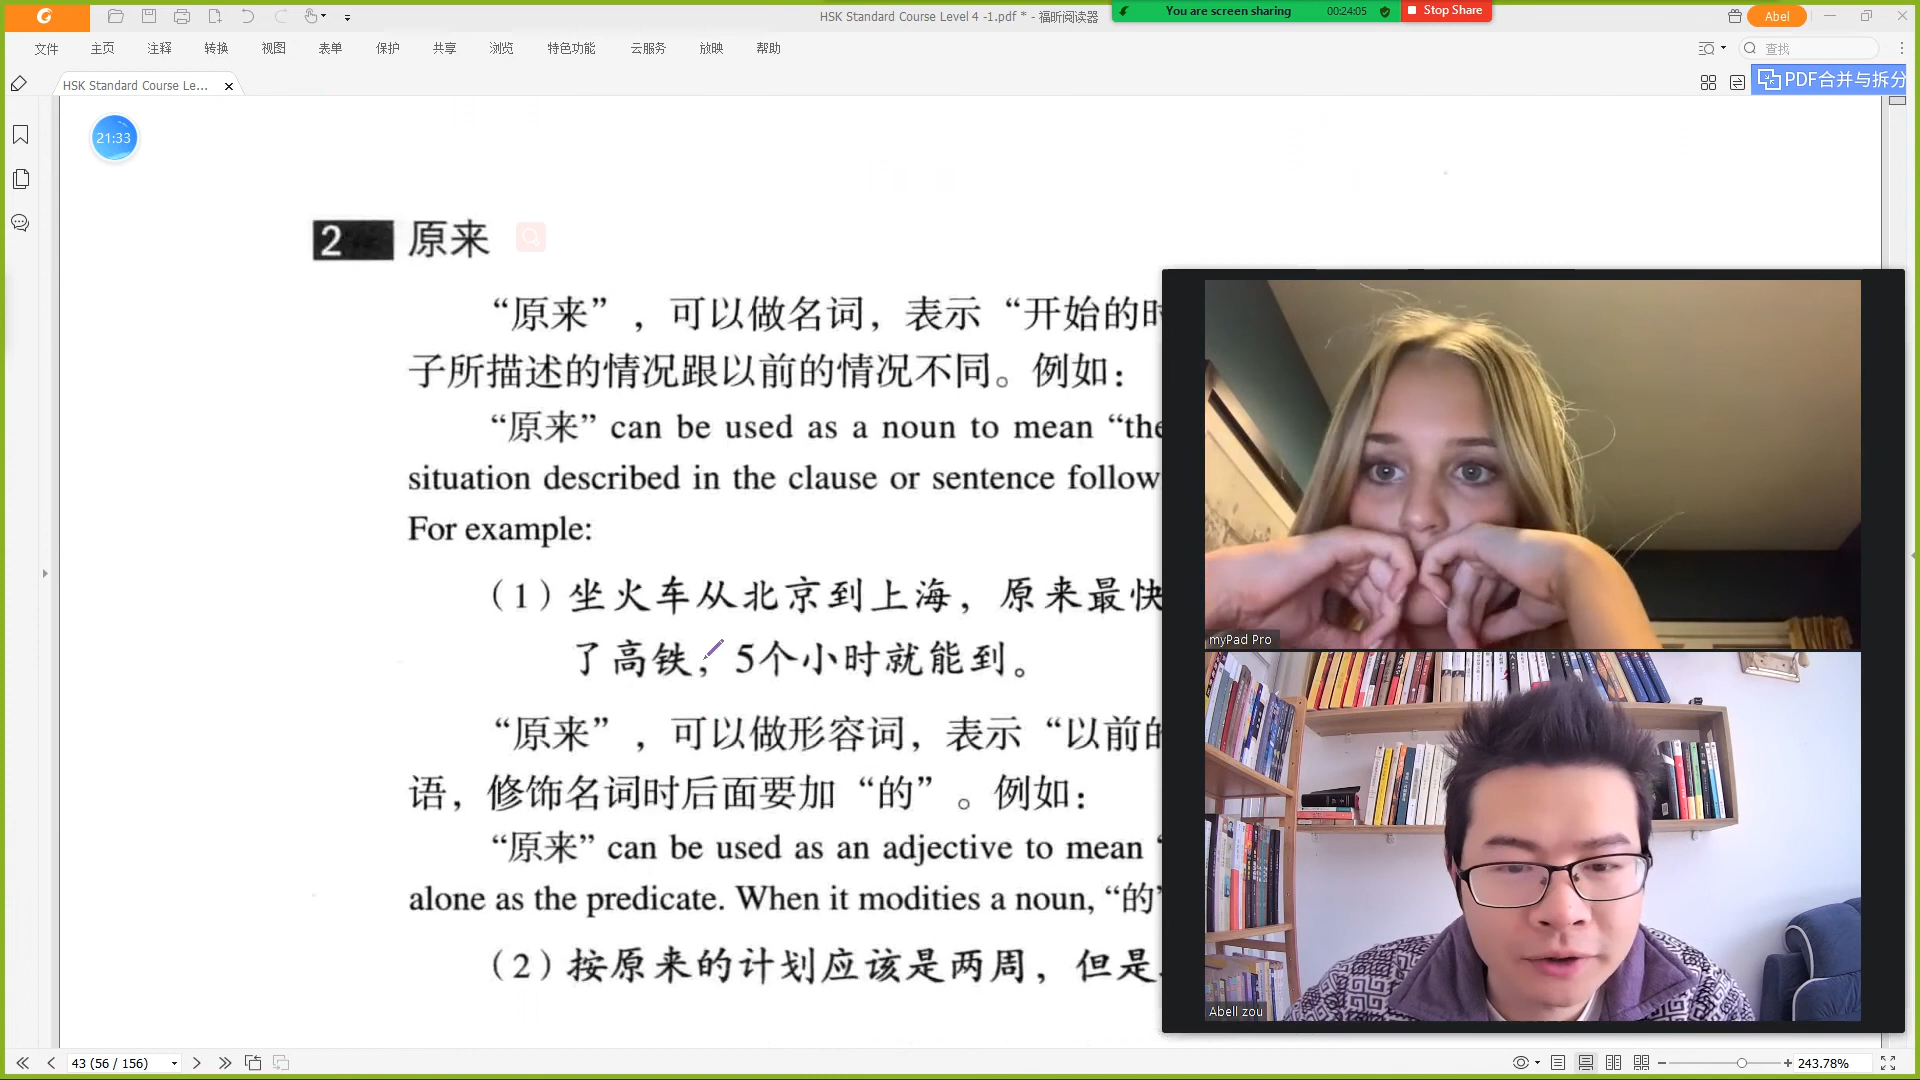 HSK Standard Course Level 4 -1.pdf * - 福昕阅读器
You are screen sharing
00:24:05
Stop Share
Abel
文件 主页 注释 转换 视图 表单 保护 共享 浏览 特色功能 云服务 放映 帮助
查找
HSK Standard Course Le...
PDF合并与拆分
21:33
2 原来
“原来”，可以做名词，表示“开始的时
子所描述的情况跟以前的情况不同。例如：
“原来” can be used as a noun to mean “the
situation described in the clause or sentence follow
For example:
（1）坐火车从北京到上海，原来最快
了高铁，5个小时就能到。
“原来”，可以做形容词，表示“以前的
语，修饰名词时后面要加“的”。例如：
“原来” can be used as an adjective to mean “
alone as the predicate. When it modities a noun, “的”
（2）按原来的计划应该是两周，但是
myPad Pro
Abell zou
43 (56 / 156)
243.78%